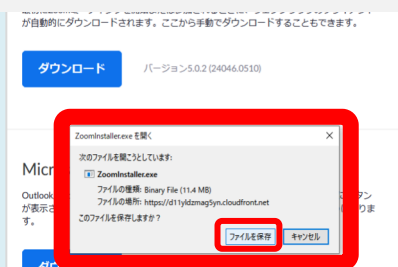 が自動的にダウンロードされます。ここから手動でダウンロードすることもできます。
ダウンロード
バージョン5.0.2 (24046.0510)
ZoomInstaller.exe を開く
次のファイルを開こうとしています:
ZoomInstaller.exe
ファイルの種類: Binary File (11.4 MB)
ファイルの場所: https://d11yldzmag5yn.cloudfront.net
このファイルを保存しますか?
ファイルを保存
キャンセル
Micr
Outlook
タン
が表示さ
りま
す。